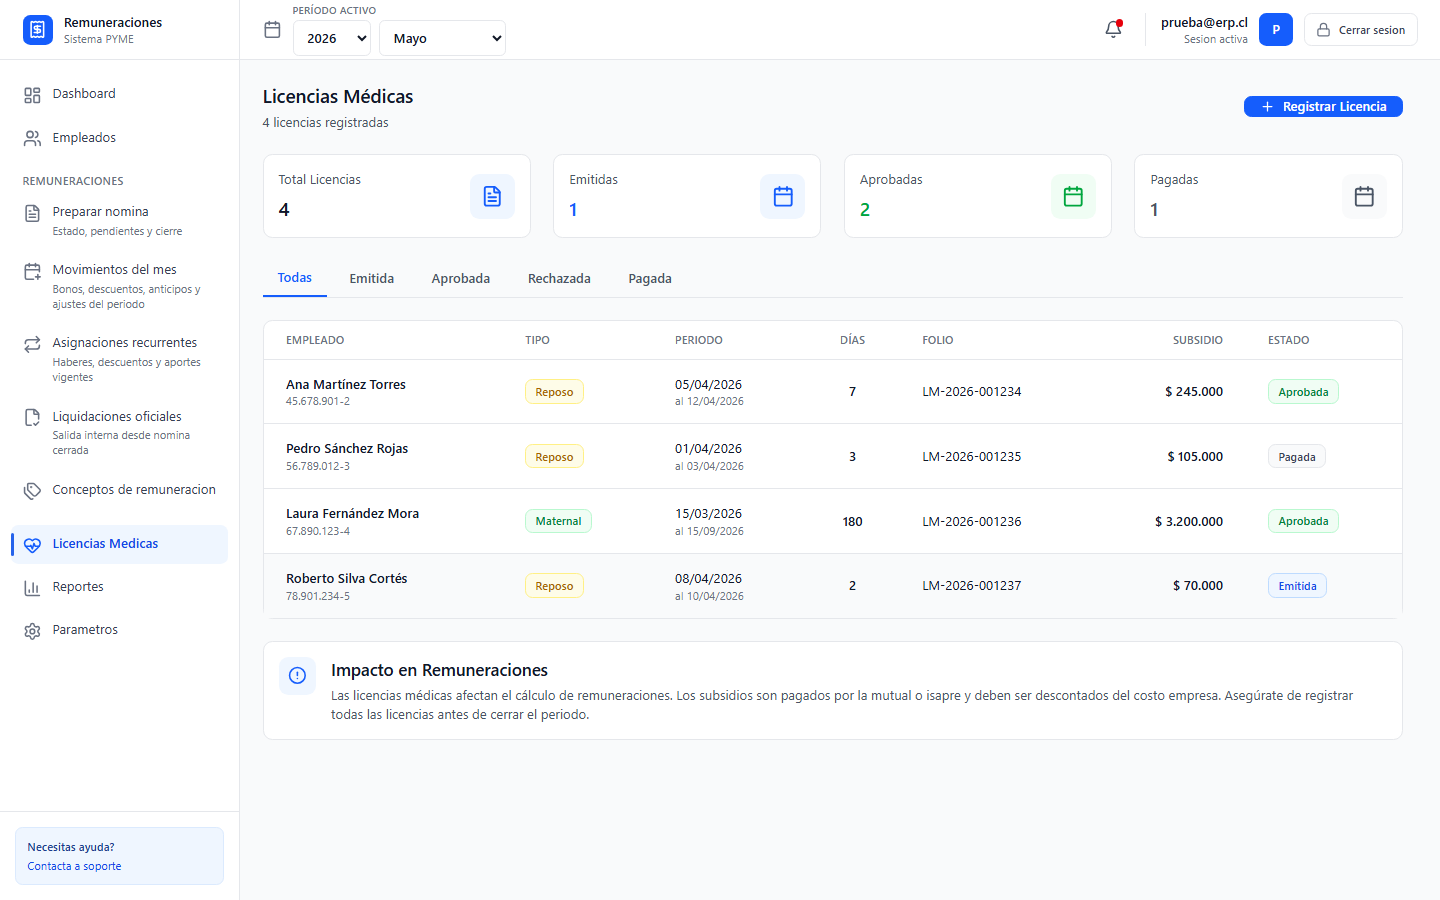 Remuneraciones
Sistema PYME
PERÍODO ACTIVO
2026
Mayo
prueba@erp.cl
Sesion activa
P
Cerrar sesion
Dashboard
Empleados
REMUNERACIONES
Preparar nomina
Estado, pendientes y cierre
Movimientos del mes
Bonos, descuentos, anticipos y
ajustes del periodo
Asignaciones recurrentes
Haberes, descuentos y aportes
vigentes
Liquidaciones oficiales
Salida interna desde nomina
cerrada
Conceptos de remuneracion
Licencias Medicas
Reportes
Parametros
Necesitas ayuda?
Contacta a soporte
Licencias Médicas
4 licencias registradas
Registrar Licencia
Total Licencias
4
Emitidas
1
Aprobadas
2
Pagadas
1
Todas Emitida Aprobada Rechazada Pagada
EMPLEADO TIPO PERIODO DÍAS FOLIO SUBSIDIO ESTADO
Ana Martínez Torres
45.678.901-2
Reposo
05/04/2026
al 12/04/2026
7
LM-2026-001234
$ 245.000
Aprobada
Pedro Sánchez Rojas
56.789.012-3
Reposo
01/04/2026
al 03/04/2026
3
LM-2026-001235
$ 105.000
Pagada
Laura Fernández Mora
67.890.123-4
Maternal
15/03/2026
al 15/09/2026
180
LM-2026-001236
$ 3.200.000
Aprobada
Roberto Silva Cortés
78.901.234-5
Reposo
08/04/2026
al 10/04/2026
2
LM-2026-001237
$ 70.000
Emitida
Impacto en Remuneraciones
Las licencias médicas afectan el cálculo de remuneraciones. Los subsidios son pagados por la mutual o isapre y deben ser descontados del costo empresa. Asegúrate de registrar
todas las licencias antes de cerrar el periodo.